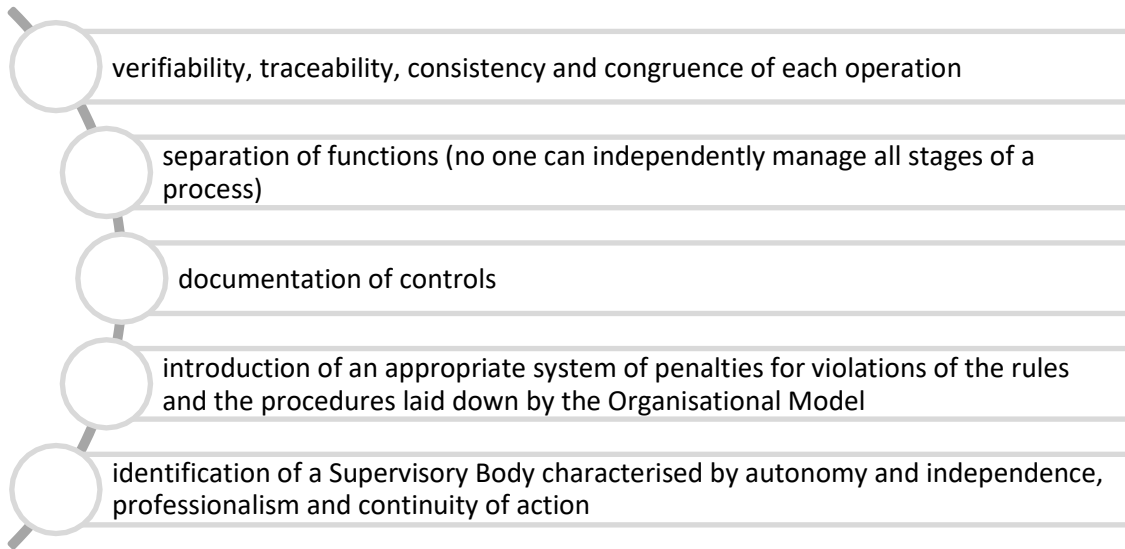 verifiability, traceability, consistency and congruence of each operation
separation of functions (no one can independently manage all stages of a
process)
documentation of controls
introduction of an appropriate system of penalties for violations of the rules
and the procedures laid down by the Organisational Model
identification of a Supervisory Body characterised by autonomy and independence,
professionalism and continuity of action